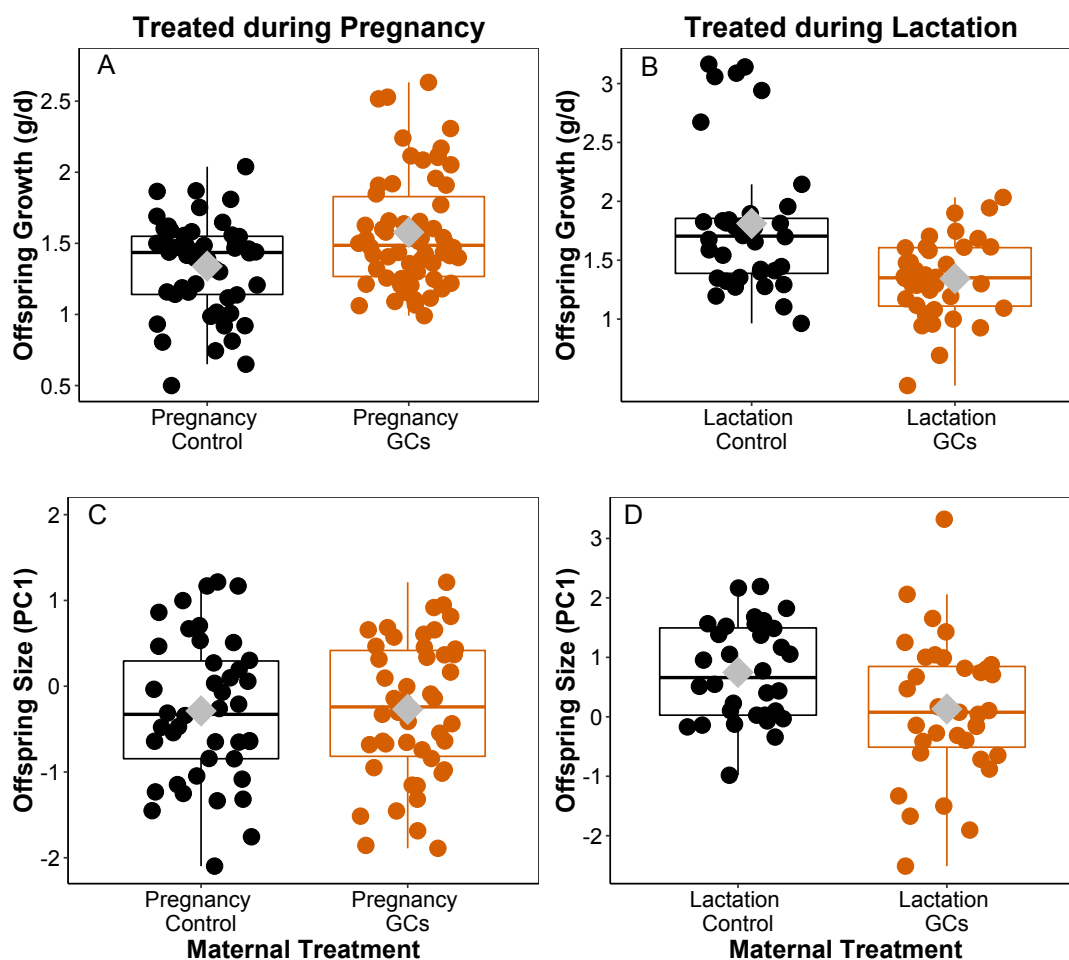 Treated during Pregnancy
Treated during Lactation
A
Offspring Growth (g/d)
2.5
2
1.5
1
0.5
Pregnancy
Control
Pregnancy
GCs
B
Offspring Growth (g/d)
3
2.5
2
1.5
1
Lactation
Control
Lactation
GCs
C
Offspring Size (PC1)
2
1
0
-1
-2
Pregnancy
Control
Pregnancy
GCs
Maternal Treatment
D
Offspring Size (PC1)
3
2
1
0
-1
-2
Lactation
Control
Lactation
GCs
Maternal Treatment